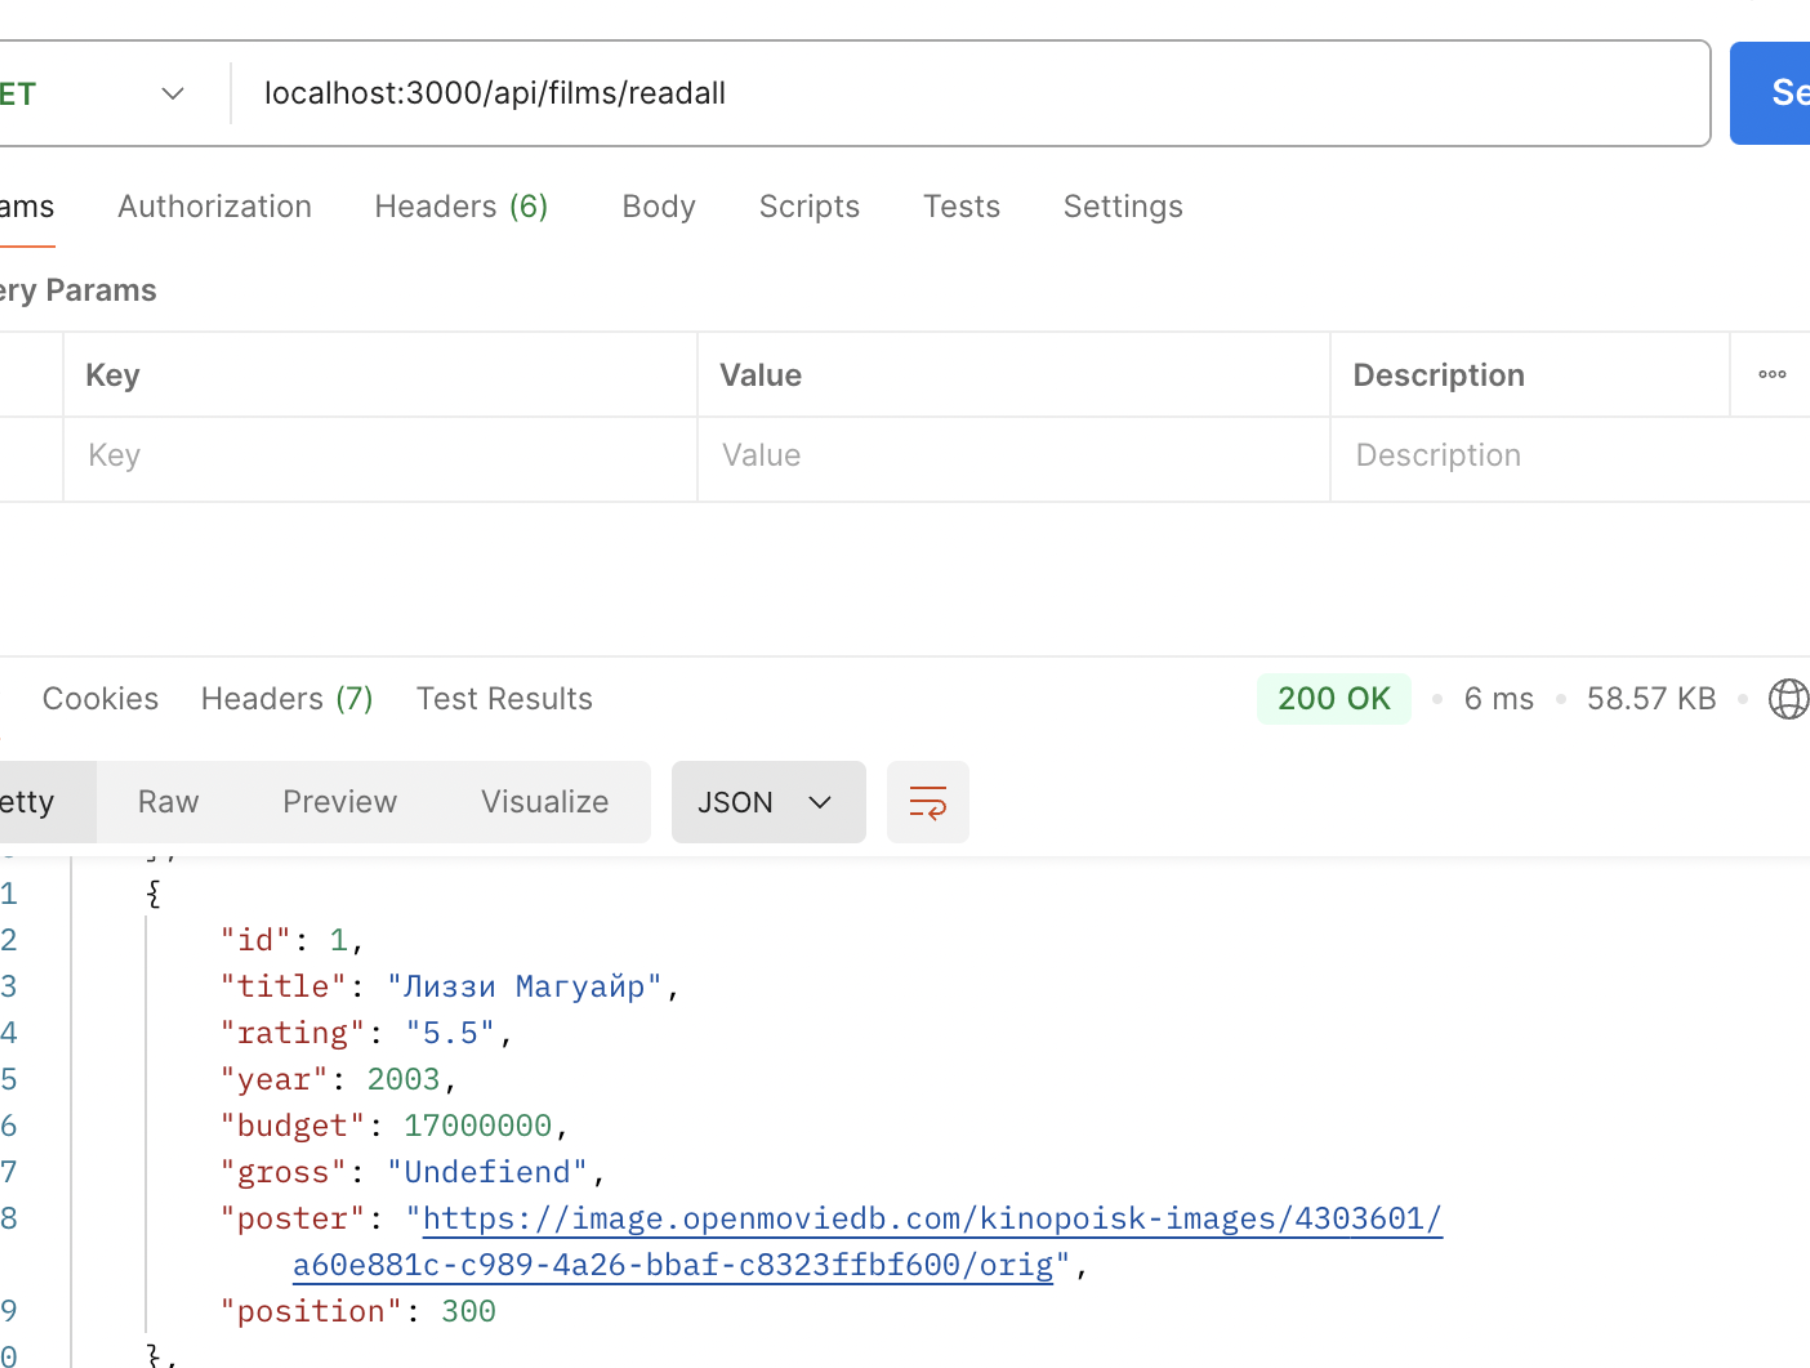 ET localhost:3000/api/films/readall Se
ams Authorization Headers (6) Body Scripts Tests Settings
ery Params
Key Value Description
Key Value Description
Cookies Headers (7) Test Results 200 OK 6 ms 58.57 KB
etty Raw Preview Visualize JSON
1 {
2 "id": 1,
3 "title": "Лиззи Магуайр",
4 "rating": "5.5",
5 "year": 2003,
6 "budget": 17000000,
7 "gross": "Undefiend",
8 "poster": "https://image.openmoviedb.com/kinopoisk-images/4303601/
a60e881c-c989-4a26-bbaf-c8323ffbf600/orig",
9 "position": 300
0 },